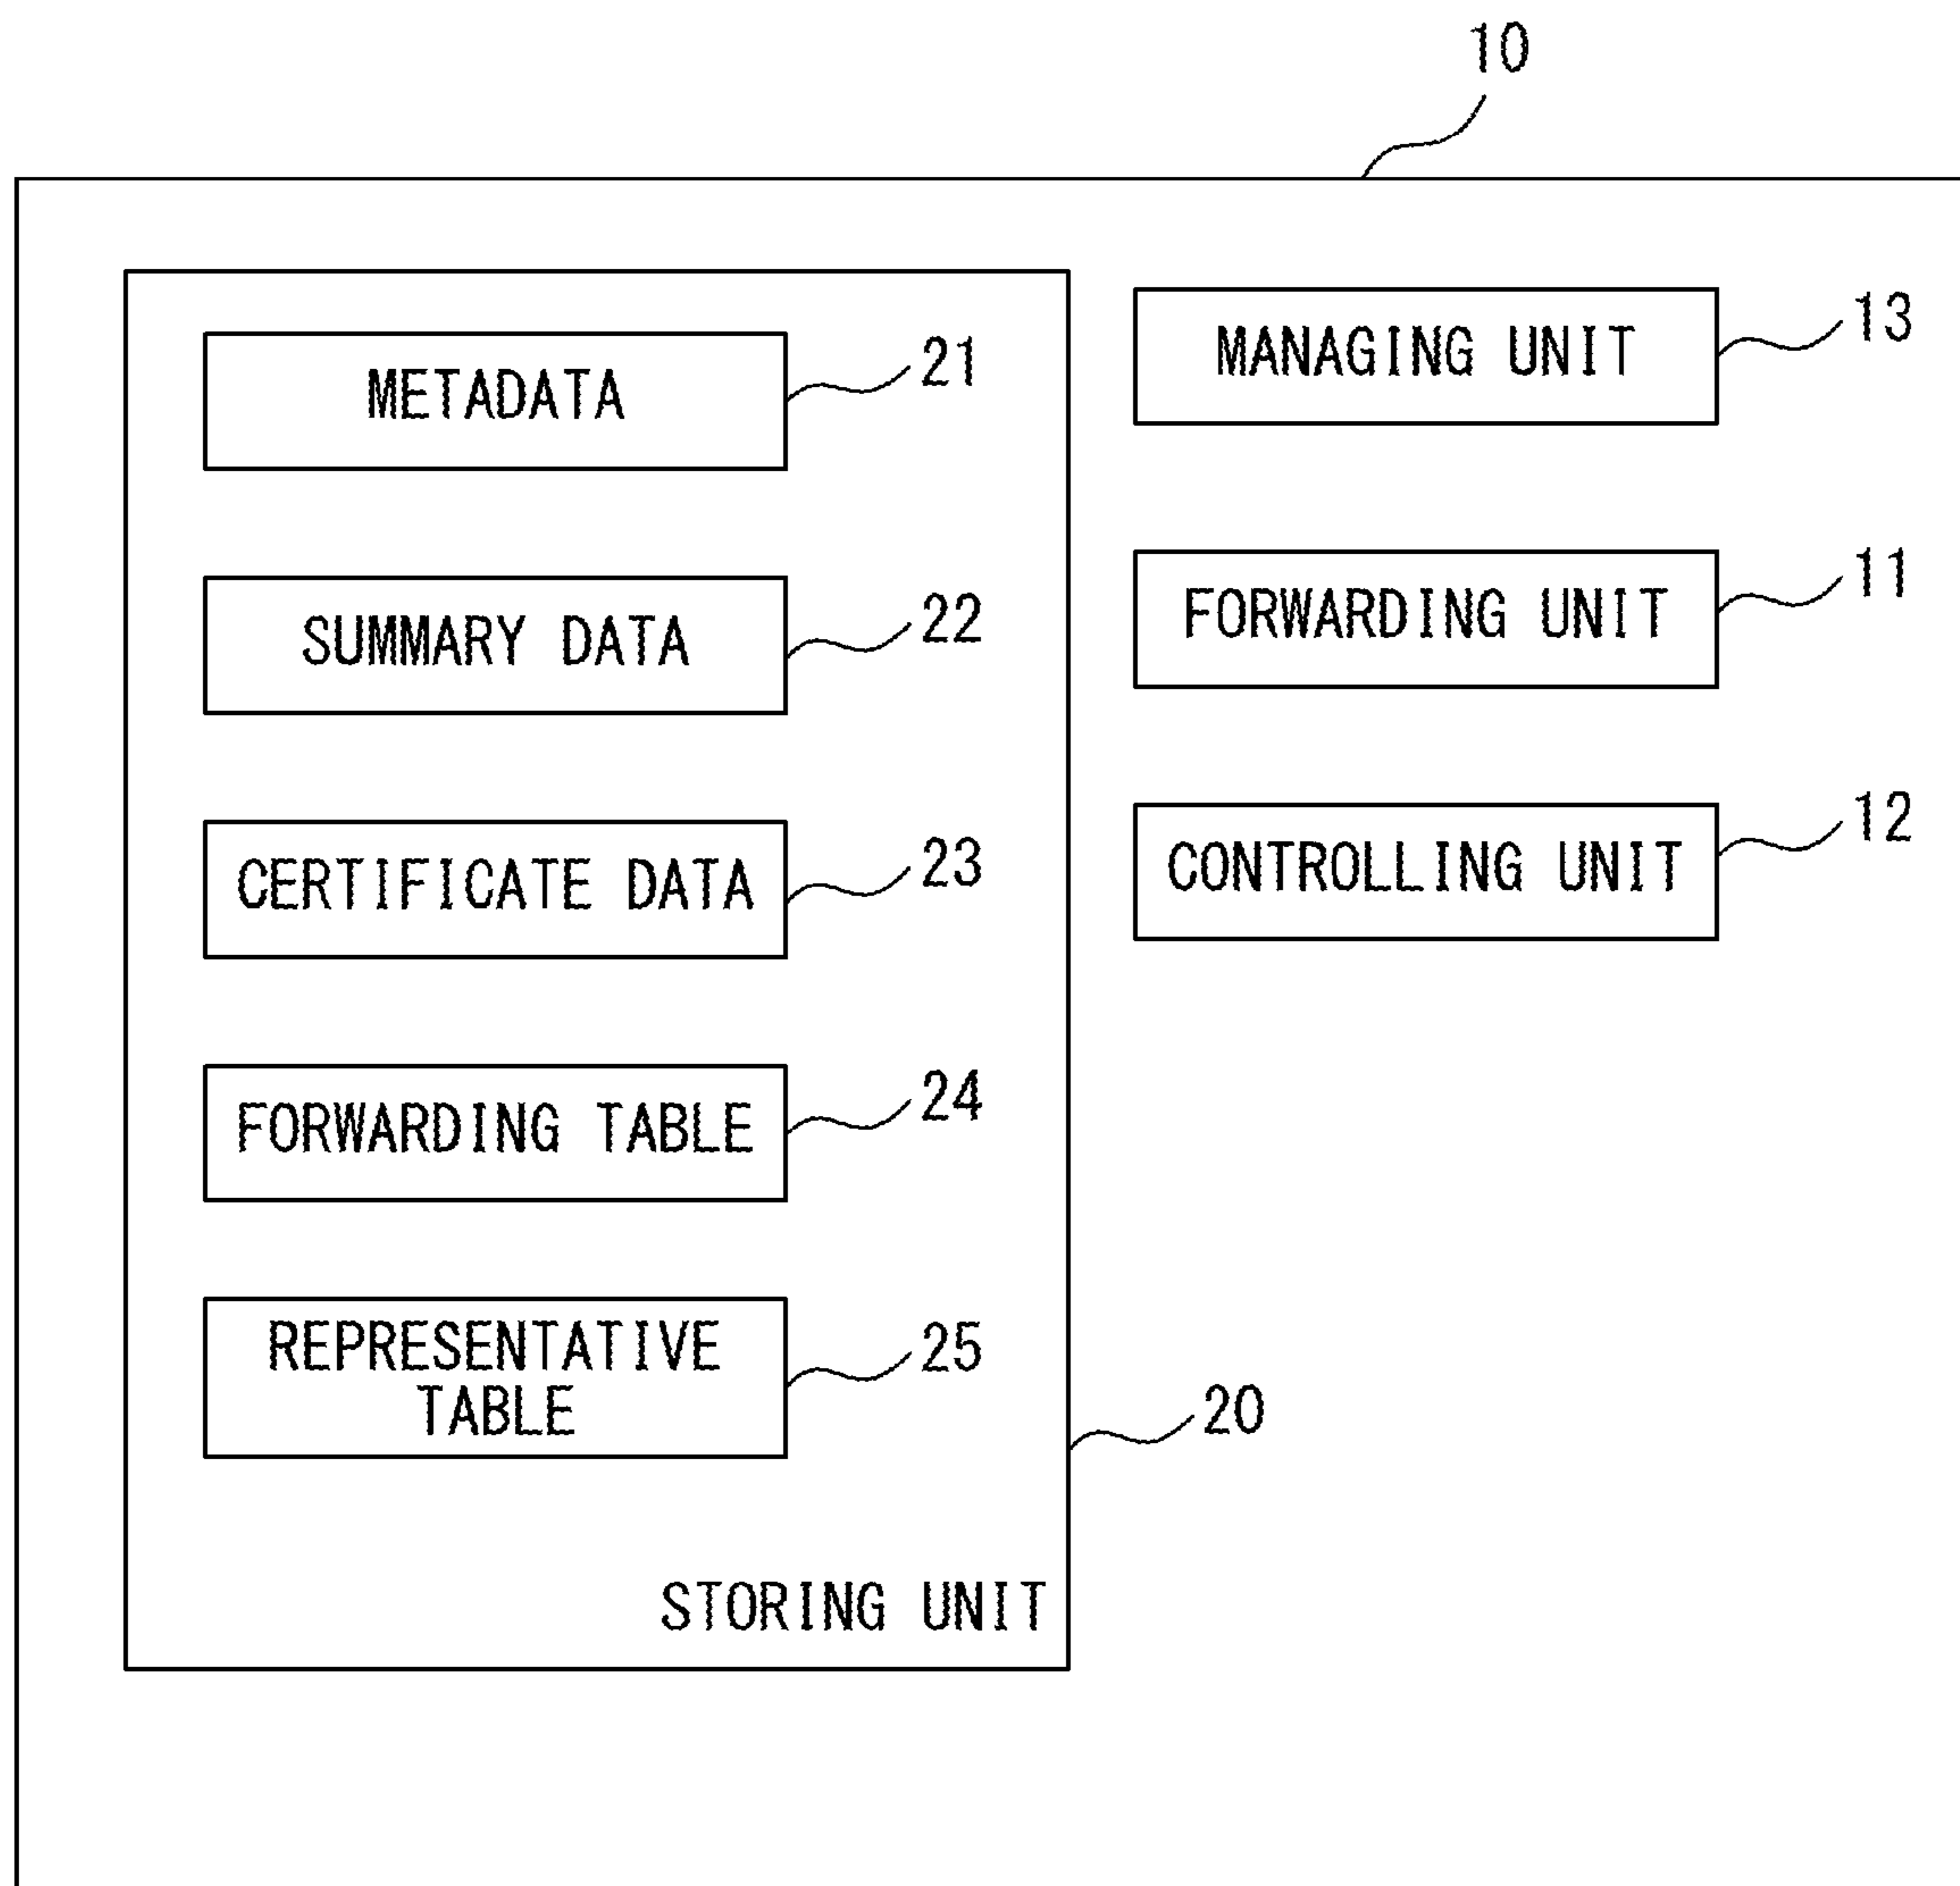 10
METADATA
21
SUMMARY DATA
22
CERTIFICATE DATA
23
FORWARDING TABLE
24
REPRESENTATIVE
TABLE
25
STORING UNIT
20
MANAGING UNIT
13
FORWARDING UNIT
11
CONTROLLING UNIT
12